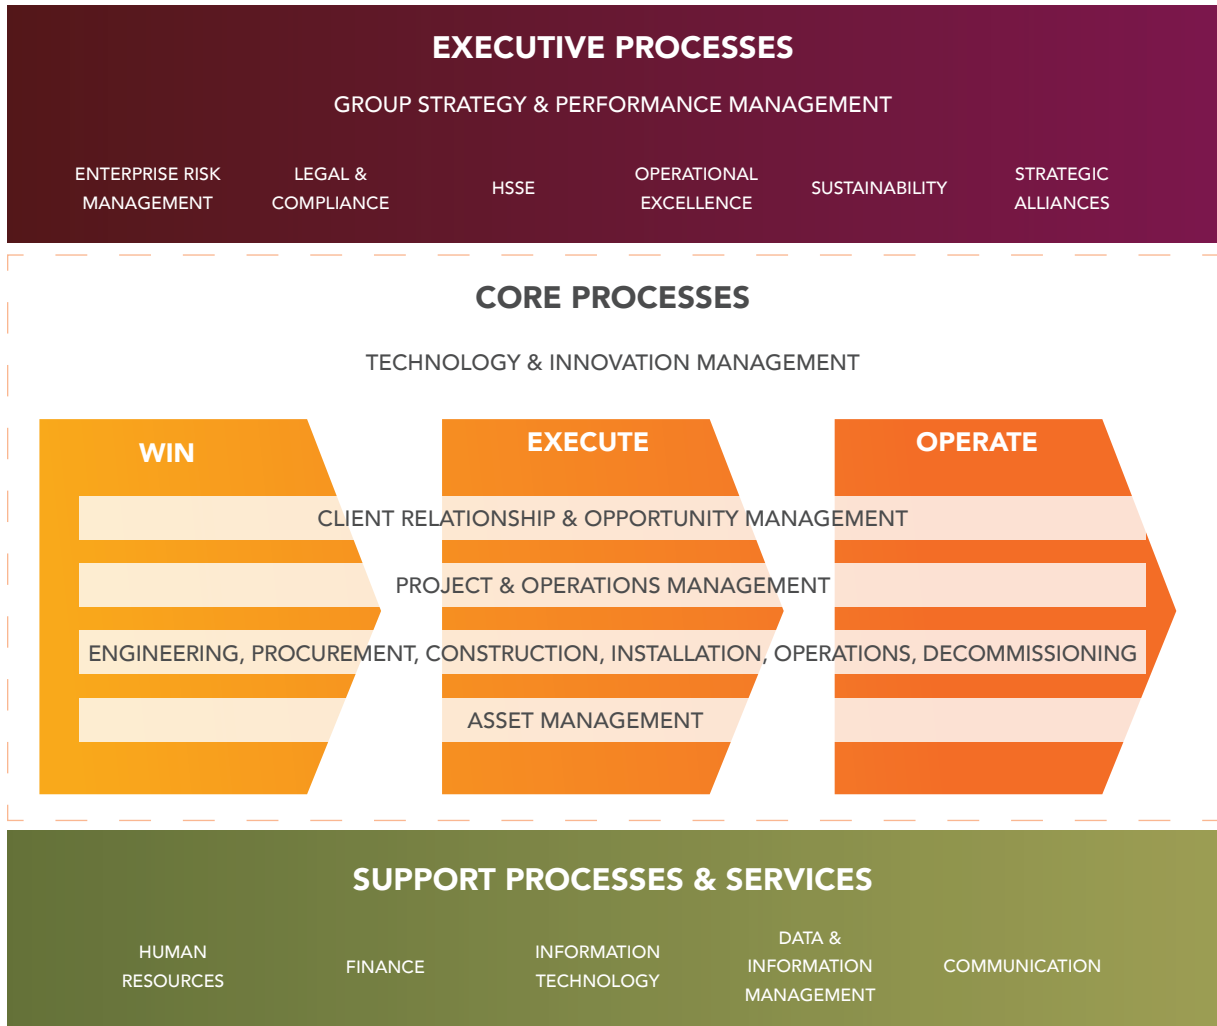 EXECUTIVE PROCESSES
GROUP STRATEGY & PERFORMANCE MANAGEMENT
ENTERPRISE RISK
MANAGEMENT
LEGAL &
COMPLIANCE
HSSE
OPERATIONAL
EXCELLENCE
SUSTAINABILITY
STRATEGIC
ALLIANCES
CORE PROCESSES
TECHNOLOGY & INNOVATION MANAGEMENT
WIN
EXECUTE
OPERATE
CLIENT RELATIONSHIP & OPPORTUNITY MANAGEMENT
PROJECT & OPERATIONS MANAGEMENT
ENGINEERING, PROCUREMENT, CONSTRUCTION, INSTALLATION, OPERATIONS, DECOMMISSIONING
ASSET MANAGEMENT
SUPPORT PROCESSES & SERVICES
HUMAN
RESOURCES
FINANCE
INFORMATION
TECHNOLOGY
DATA &
INFORMATION
MANAGEMENT
COMMUNICATION